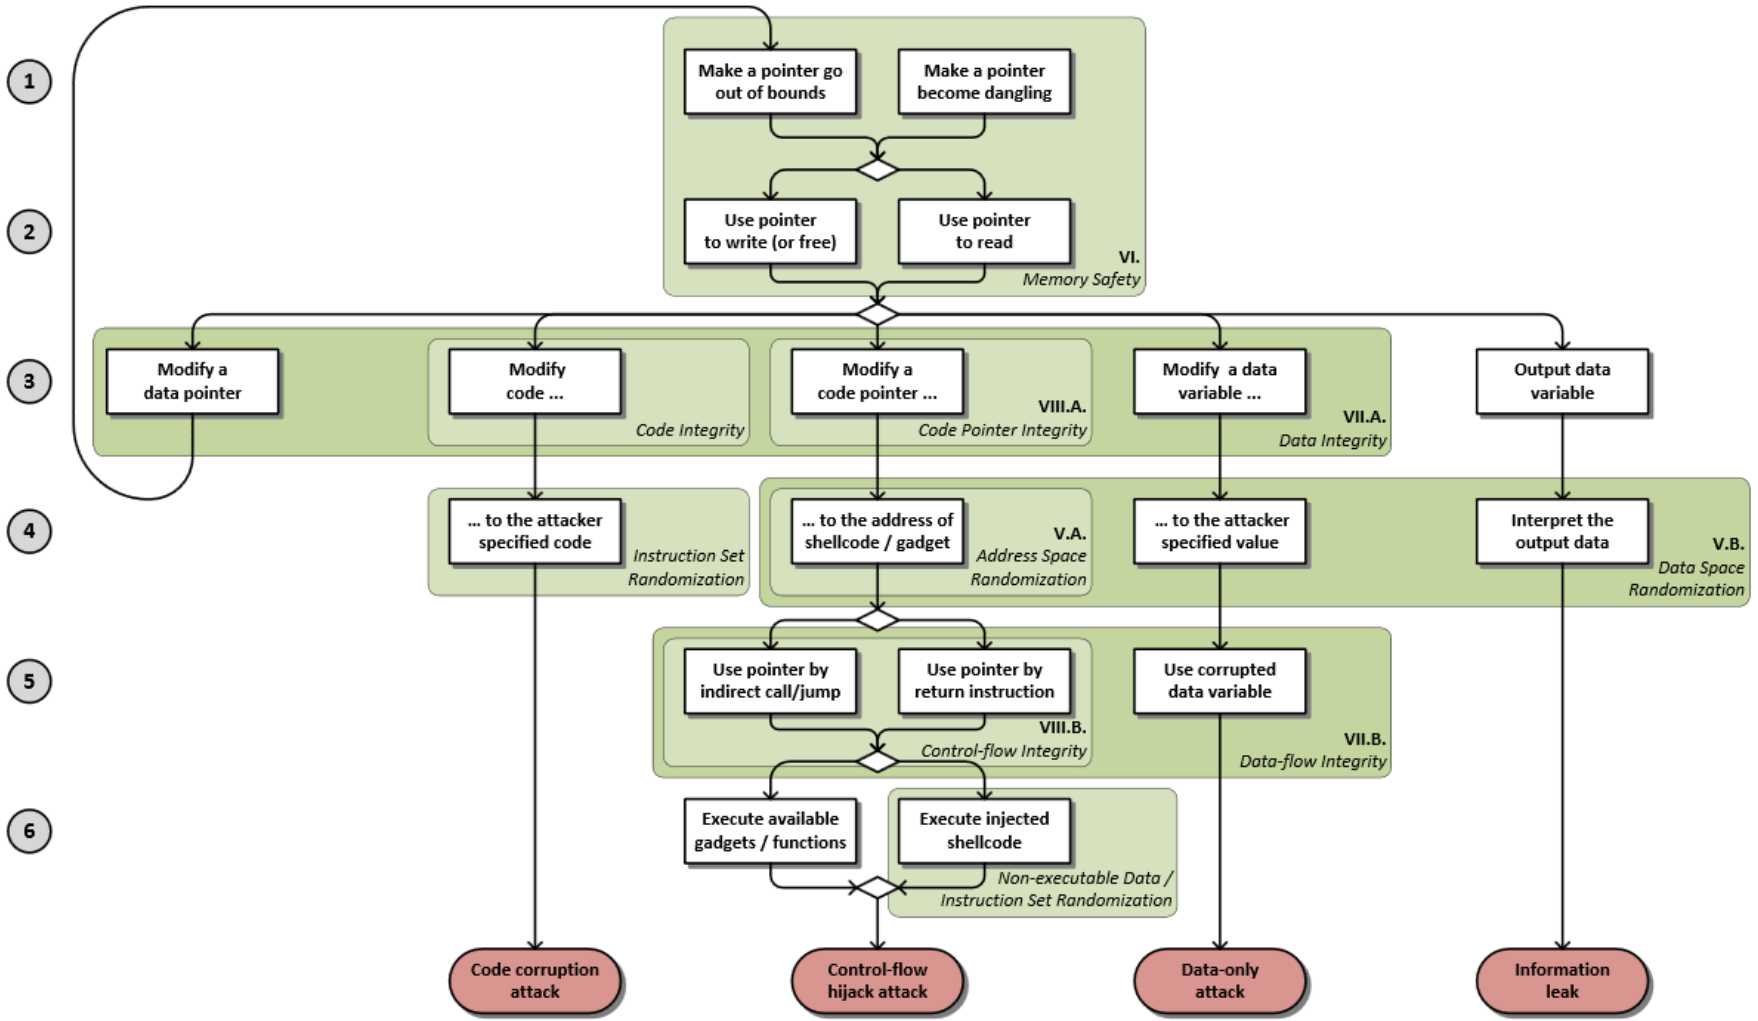 1
Make a pointer go
out of bounds
Make a pointer
become dangling
2
Use pointer
to write (or free)
Use pointer
to read
VI.
Memory Safety
3
Modify a
data pointer
Modify
code ...
Code Integrity
Modify a
code pointer ...
VIII.A.
Code Pointer Integrity
Modify  a data
variable ...
VII.A.
Data Integrity
Output data
variable
4
... to the attacker
specified code
Instruction Set
Randomization
... to the address of
shellcode / gadget
V.A.
Address Space
Randomization
... to the attacker
specified value
Interpret the
output data
V.B.
Data Space
Randomization
5
Use pointer by
indirect call/jump
Use pointer by
return instruction
VIII.B.
Control-flow Integrity
Use corrupted
data variable
VII.B.
Data-flow Integrity
6
Execute available
gadgets / functions
Execute injected
shellcode
Non-executable Data /
Instruction Set Randomization
Code corruption
attack
Control-flow
hijack attack
Data-only
attack
Information
leak